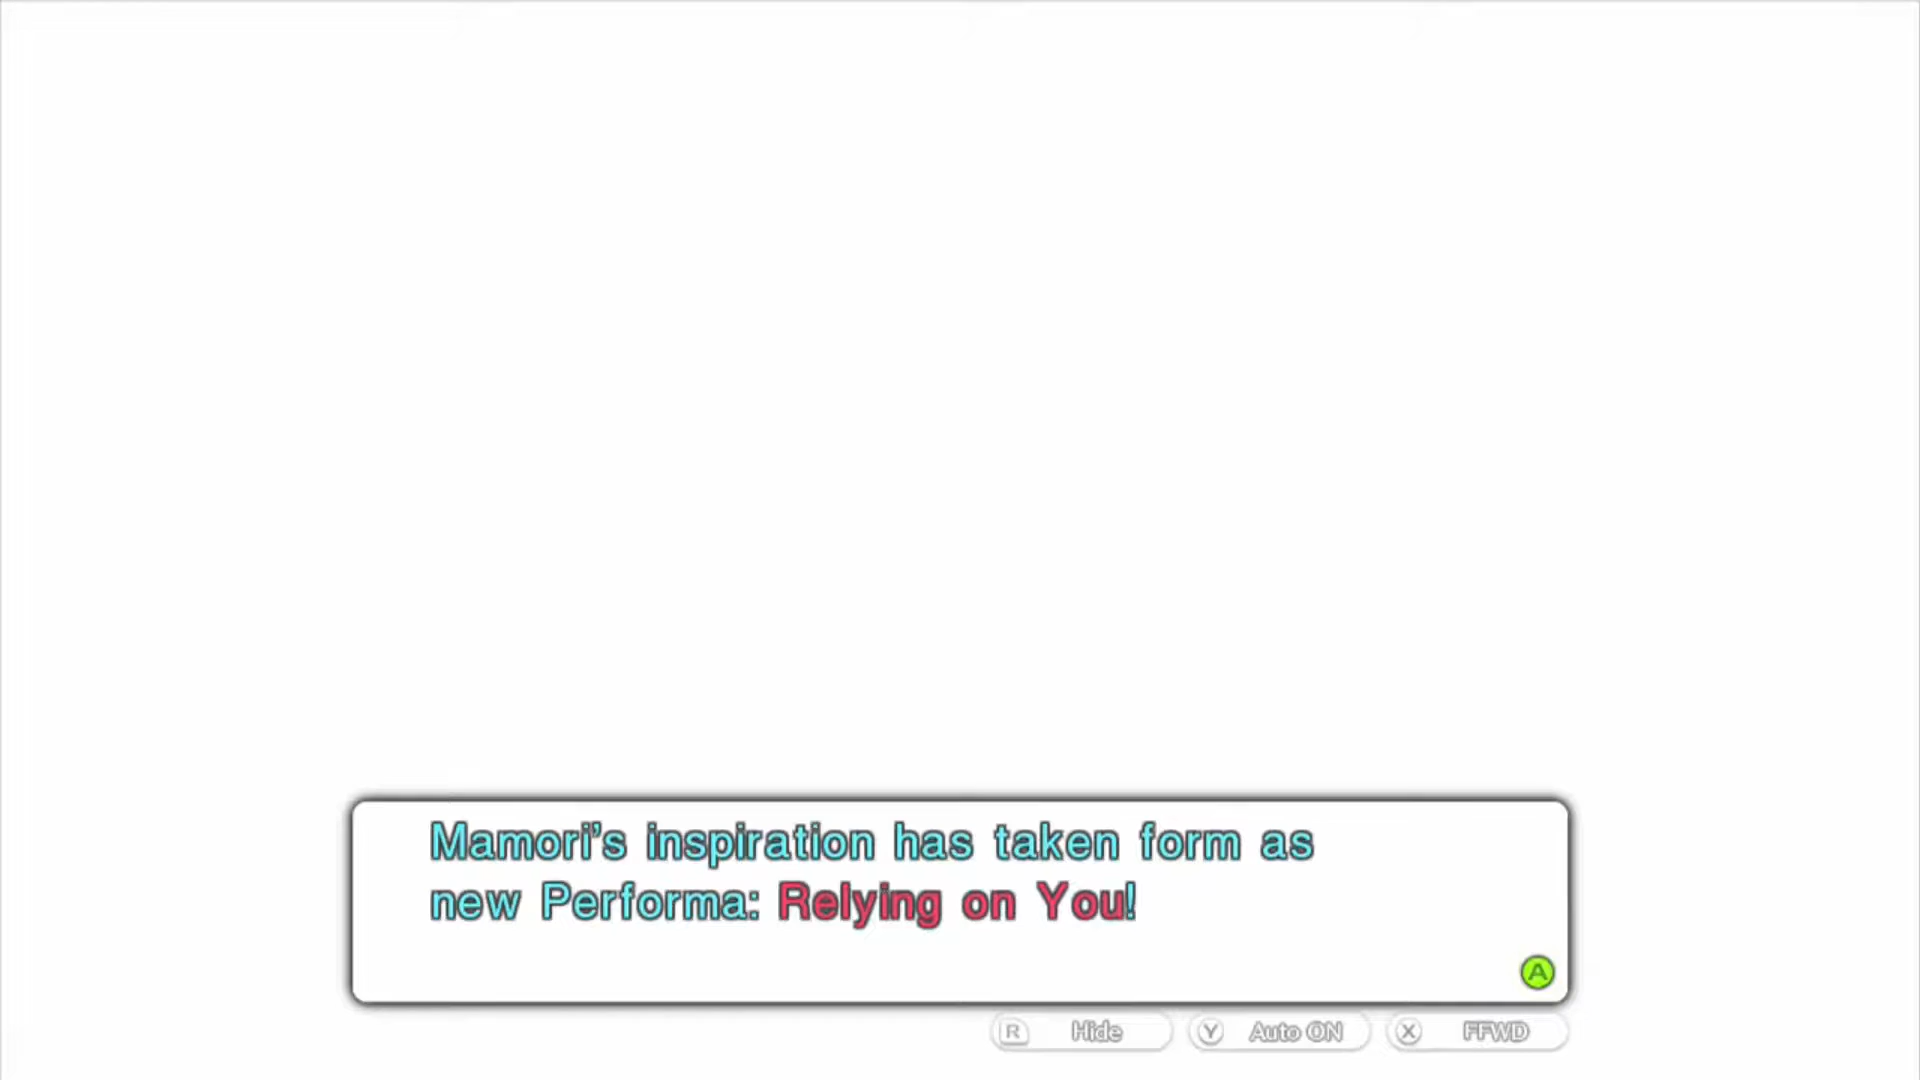 Mamori's inspiration has taken form as
new Performa: Relying on You!
A
R Hide Y Auto ON X FFWD